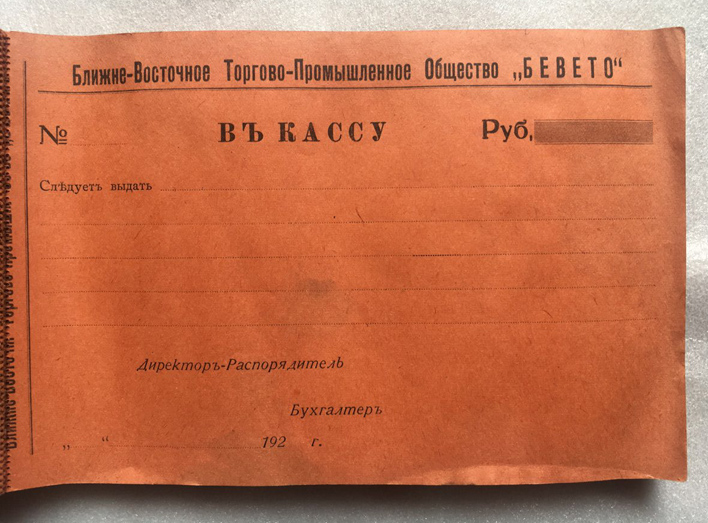 Ближне-Восточное Торгово-Промышленное Общество „БЕВЕТО“
№ ВЪ КАССУ Руб,
Слѣдуетъ выдать
Директоръ-Распорядитель
Бухгалтеръ
„ “ 192 г.